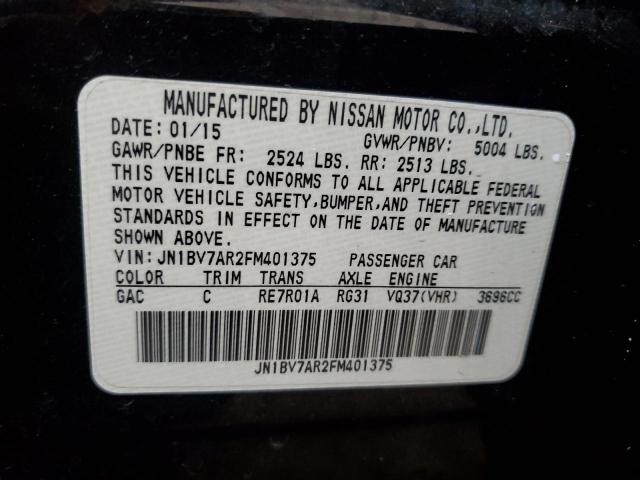 MANUFACTURED BY NISSAN MOTOR CO.,LTD.
DATE: 01/15 GVWR/PNBV: 5004 LBS.
GAWR/PNBE FR: 2524 LBS. RR: 2513 LBS.
THIS VEHICLE CONFORMS TO ALL APPLICABLE FEDERAL
MOTOR VEHICLE SAFETY, BUMPER, AND THEFT PREVENTION
STANDARDS IN EFFECT ON THE DATE OF MANUFACTURE
SHOWN ABOVE.
VIN: JN1BV7AR2FM401375 PASSENGER CAR
COLOR TRIM TRANS AXLE ENGINE
GAC C RE7R01A RG31 VQ37(VHR) 3696CC
JN1BV7AR2FM401375